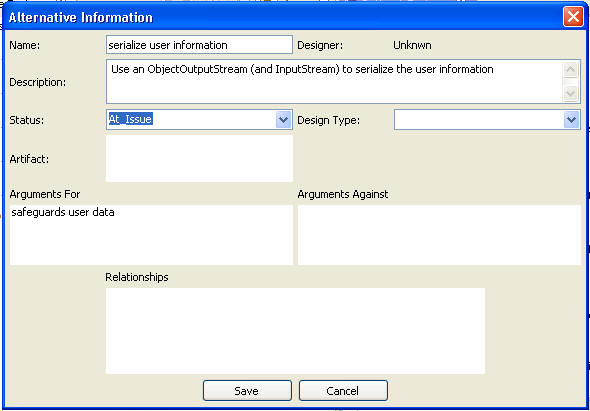 Alternative Information
Name: serialize user information Designer: Unknwn
Description: Use an ObjectOutputStream (and InputStream) to serialize the user information
Status: At_Issue Design Type:
Artifact:
Arguments For Arguments Against
safeguards user data
Relationships
Save Cancel